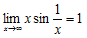 lim x→∞ x sin 1/x = 1